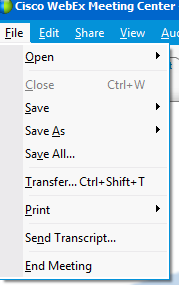 Cisco WebEx Meeting Center
File Edit Share View Au
Open
Close Ctrl+W
Save
Save As
Save All...
Transfer... Ctrl+Shift+T
Print
Send Transcript...
End Meeting